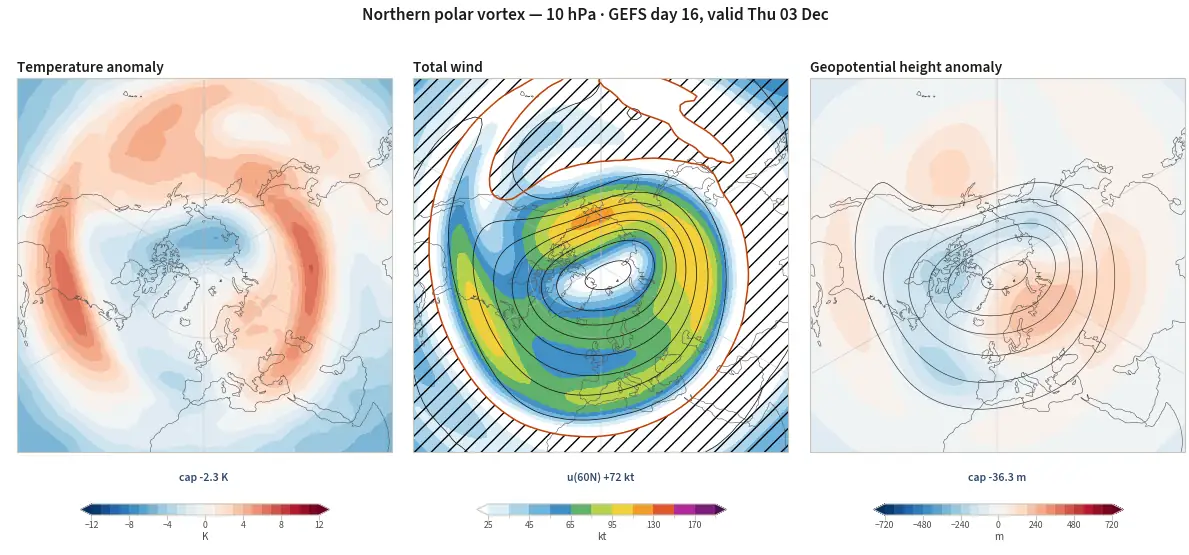 Northern polar vortex — 10 hPa · GEFS day 16, valid Thu 03 Dec
Temperature anomaly
Total wind
Geopotential height anomaly
cap -2.3 K
u(60N) +72 kt
cap -36.3 m
−12 −8 −4 0 4 8 12
K
25 45 65 95 130 170
kt
−720 −480 −240 0 240 480 720
m